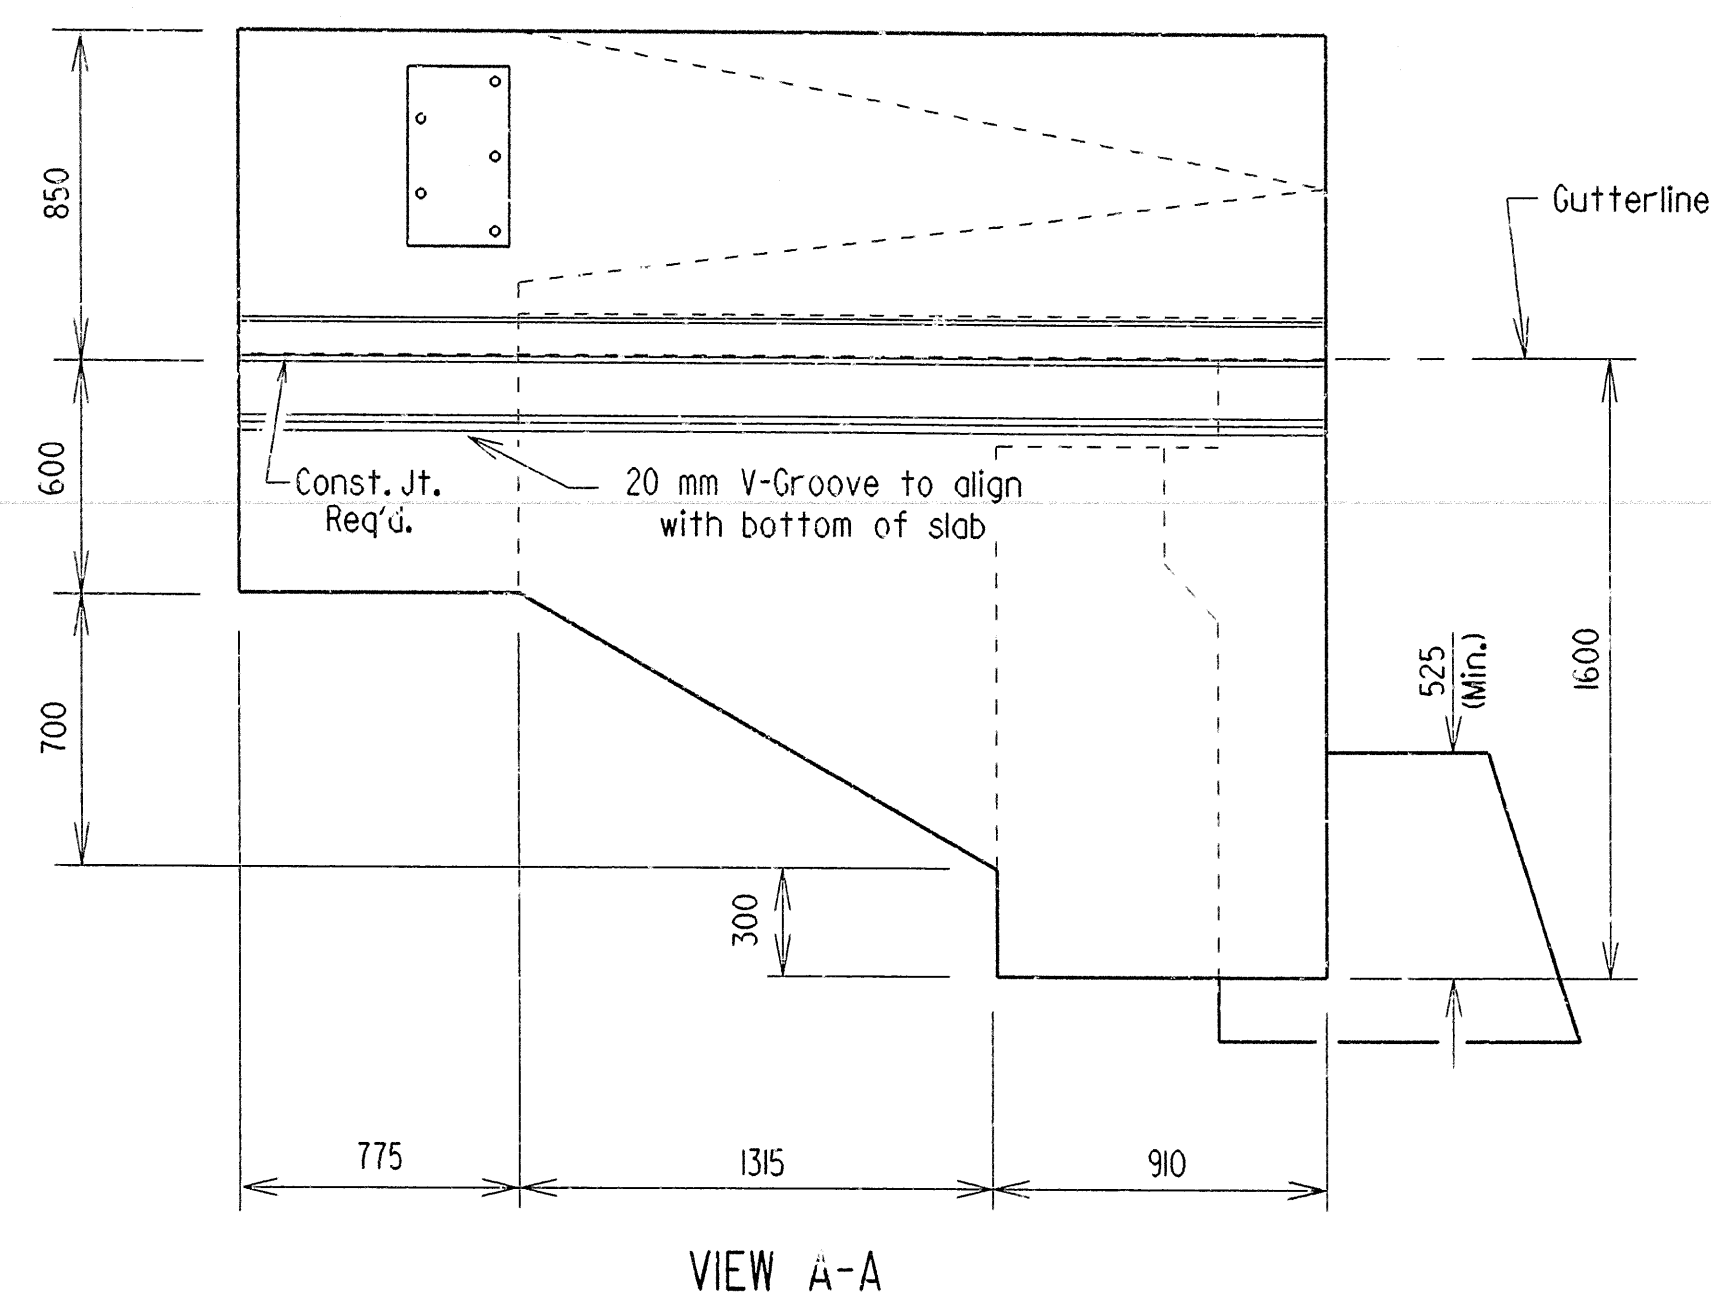 850
Gutterline
600
Const. Jt.
Req'd.
20 mm V-Groove to align
with bottom of slab
700
525
(Min.)
1600
300
775
1315
910
VIEW A-A